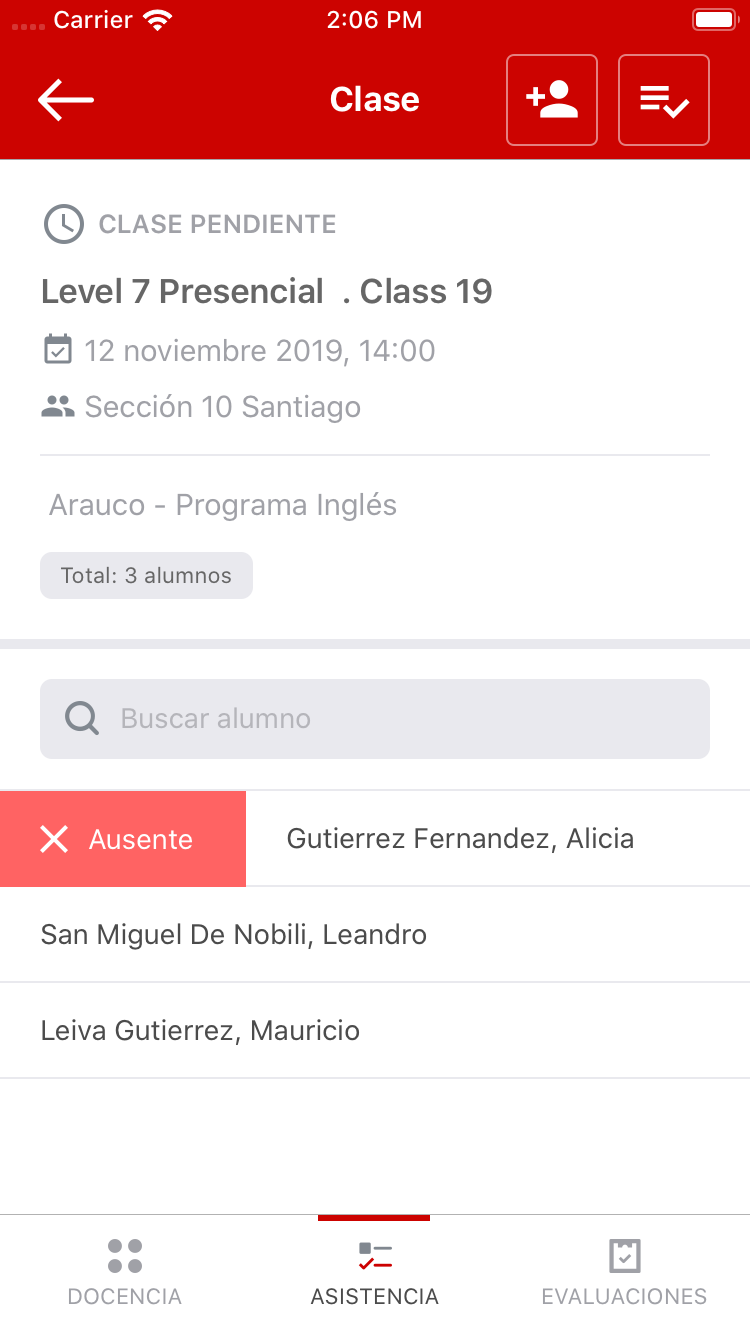 Carrier 2:06 PM
Clase
CLASE PENDIENTE
Level 7 Presencial . Class 19
12 noviembre 2019, 14:00
Sección 10 Santiago
Arauco - Programa Inglés
Total: 3 alumnos
Buscar alumno
Ausente Gutierrez Fernandez, Alicia
San Miguel De Nobili, Leandro
Leiva Gutierrez, Mauricio
DOCENCIA ASISTENCIA EVALUACIONES